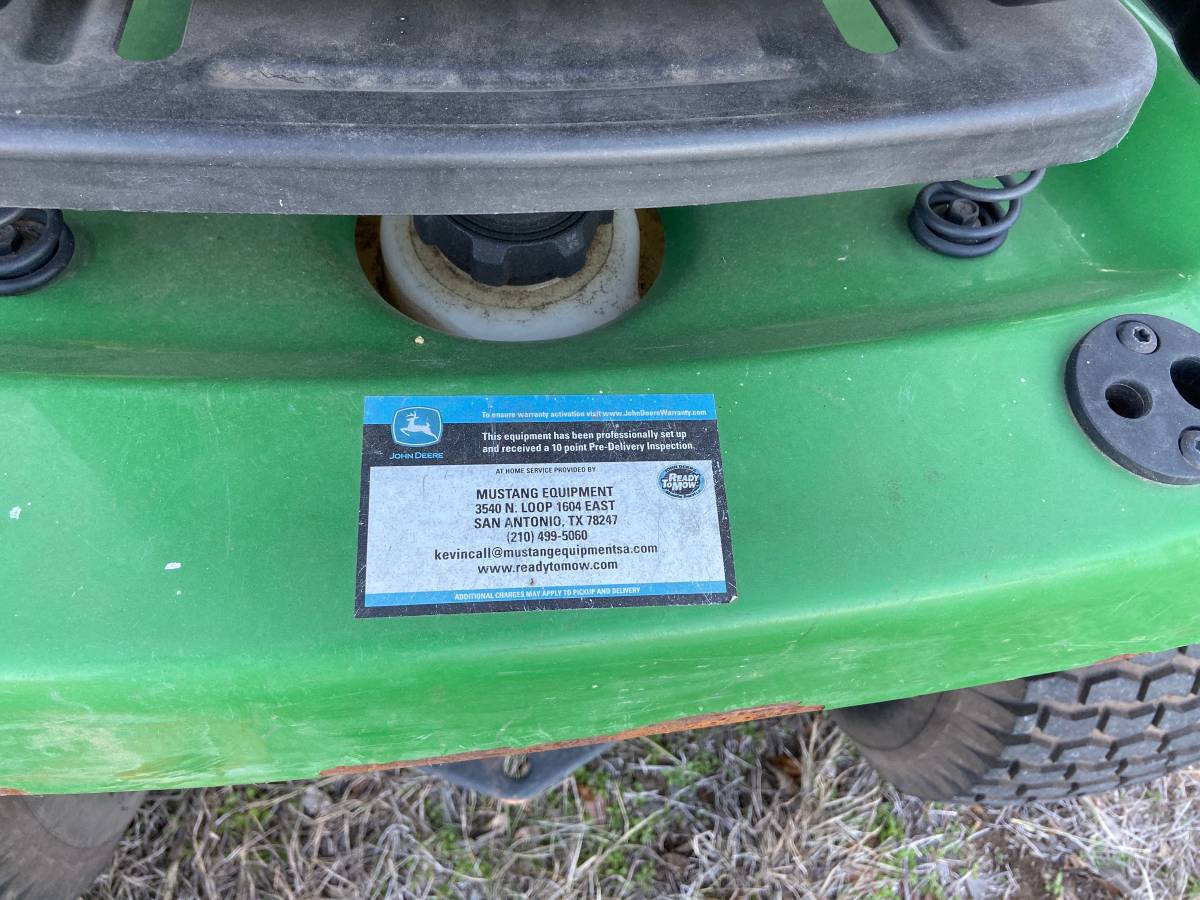 To ensure warranty activation visit www.JohnDeereWarranty.com
JOHN DEERE
This equipment has been professionally set up
and received a 10 point Pre-Delivery Inspection.
AT HOME SERVICE PROVIDED BY
JOHN DEERE
READY
TO MOW
MUSTANG EQUIPMENT
3540 N. LOOP 1604 EAST
SAN ANTONIO, TX 78247
(210) 499-5060
kevincall@mustangequipmentsa.com
www.readytomow.com
ADDITIONAL CHARGES MAY APPLY TO PICKUP AND DELIVERY